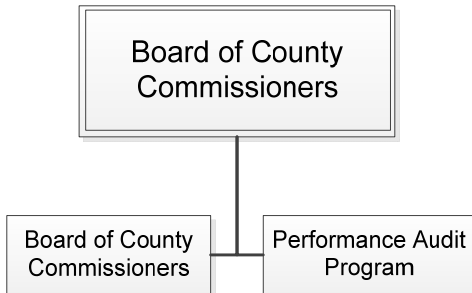 Board of County
Commissioners
Board of County
Commissioners
Performance Audit
Program